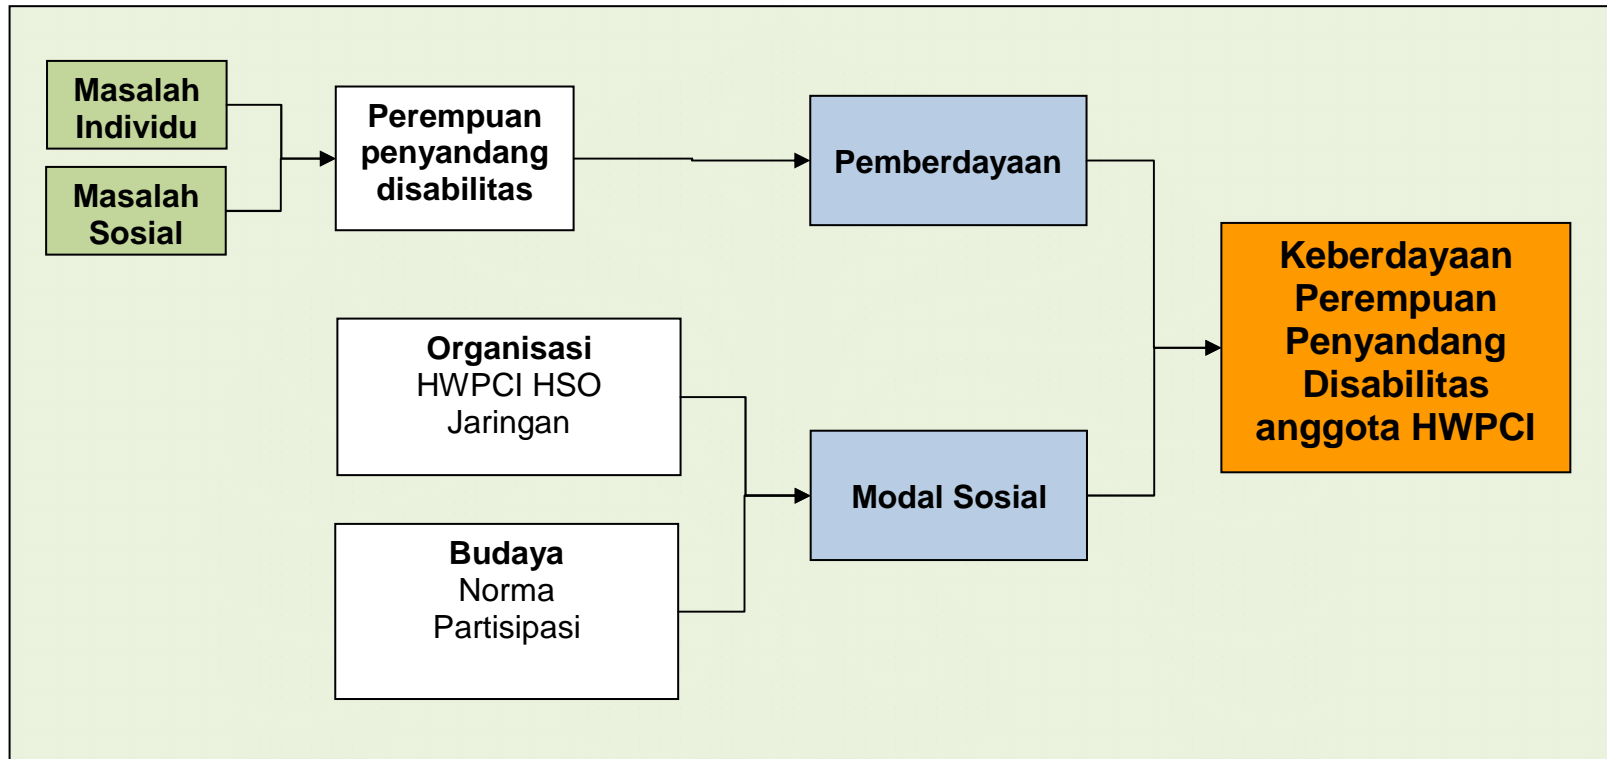 Masalah
Individu
Masalah
Sosial
Perempuan
penyandang
disabilitas
Pemberdayaan
Organisasi
HWPCI HSO
Jaringan
Budaya
Norma
Partisipasi
Modal Sosial
Keberdayaan
Perempuan
Penyandang
Disabilitas
anggota HWPCI